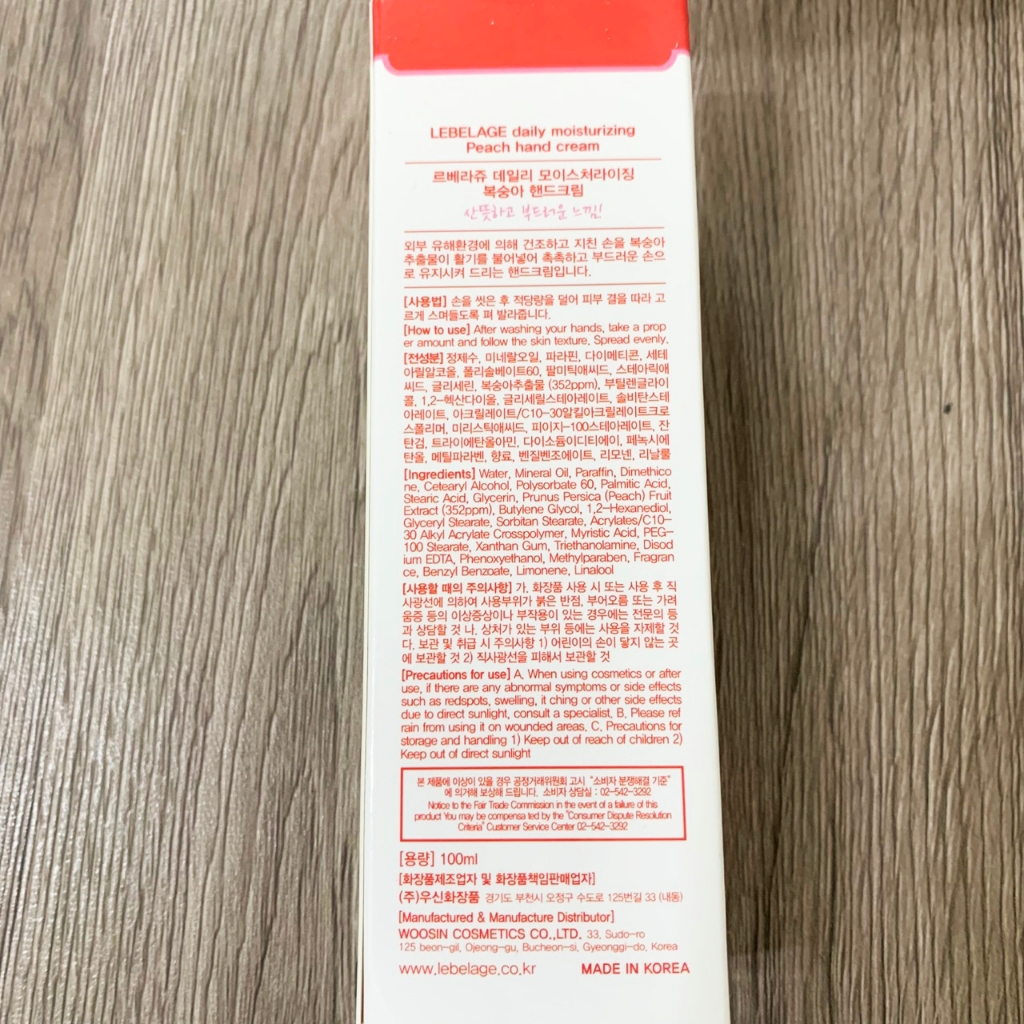 LEBELAGE daily moisturizing
Peach hand cream
르베라쥬 데일리 모이스처라이징
복숭아 핸드크림
산뜻하고 부드러운 느낌!
외부 유해환경에 의해 건조하고 지친 손을 복숭아
추출물이 활기를 불어넣어 촉촉하고 부드러운 손으
로 유지시켜 드리는 핸드크림입니다.
[사용법] 손을 씻은 후 적당량을 덜어 피부 결을 따라 고
르게 스며들도록 펴 발라줍니다.
[How to use] After washing your hands, take a prop
er amount and follow the skin texture. Spread evenly.
[전성분] 정제수, 미네랄오일, 파라핀, 다이메티콘, 세테
아릴알코올, 폴리솔베이트60, 팔미틱애씨드, 스테아릭애
씨드, 글리세린, 복숭아추출물 (352ppm), 부틸렌글라이
콜, 1,2-헥산다이올, 글리세릴스테아레이트, 솔비탄스테
아레이트, 아크릴레이트/C10-30알킬아크릴레이트크로
스폴리머, 미리스틱애씨드, 피이지-100스테아레이트, 잔
탄검, 트라이에탄올아민, 다이소듐이디티에이, 페녹시에
탄올, 메틸파라벤, 향료, 벤질벤조에이트, 리모넨, 리날룰
[Ingredients] Water, Mineral Oil, Paraffin, Dimethico
ne, Cetearyl Alcohol, Polysorbate 60, Palmitic Acid,
Stearic Acid, Glycerin, Prunus Persica (Peach) Fruit
Extract (352ppm), Butylene Glycol, 1,2-Hexanediol,
Glyceryl Stearate, Sorbitan Stearate, Acrylates/C10-
30 Alkyl Acrylate Crosspolymer, Myristic Acid, PEG-
100 Stearate, Xanthan Gum, Triethanolamine, Disod
ium EDTA, Phenoxyethanol, Methylparaben, Fragran
ce, Benzyl Benzoate, Limonene, Linalool
[사용할 때의 주의사항] 가. 화장품 사용 시 또는 사용 후 직
사광선에 의하여 사용부위가 붉은 반점, 부어오름 또는 가려
움증 등의 이상증상이나 부작용이 있는 경우에는 전문의 등
과 상담할 것 나. 상처가 있는 부위 등에는 사용을 자제할 것
다. 보관 및 취급 시 주의사항 1) 어린이의 손이 닿지 않는 곳
에 보관할 것 2) 직사광선을 피해서 보관할 것
[Precautions for use] A. When using cosmetics or after
use, if there are any abnormal symptoms or side effects
such as redspots, swelling, it ching or other side effects
due to direct sunlight, consult a specialist. B. Please ref
rain from using it on wounded areas. C. Precautions for
storage and handling 1) Keep out of reach of children 2)
Keep out of direct sunlight
본 제품에 이상이 있을 경우 공정거래위원회 고시 "소비자 분쟁해결 기준"
에 의거해 보상해 드립니다. 소비자 상담실 : 02-542-3292
Notice to the Fair Trade Commission in the event of a failure of this
product You may be compensa ted by the "Consumer Dispute Resolution
Criteria" Customer Service Center 02-542-3292
[용량] 100ml
[화장품제조업자 및 화장품책임판매업자]
(주)우신화장품 경기도 부천시 오정구 수도로 125번길 33 (내동)
[Manufactured & Manufacture Distributor]
WOOSIN COSMETICS CO.,LTD. 33, Sudo-ro
125 beon-gil, Ojeong-gu, Bucheon-si, Gyeonggi-do, Korea
www.lebelage.co.kr MADE IN KOREA